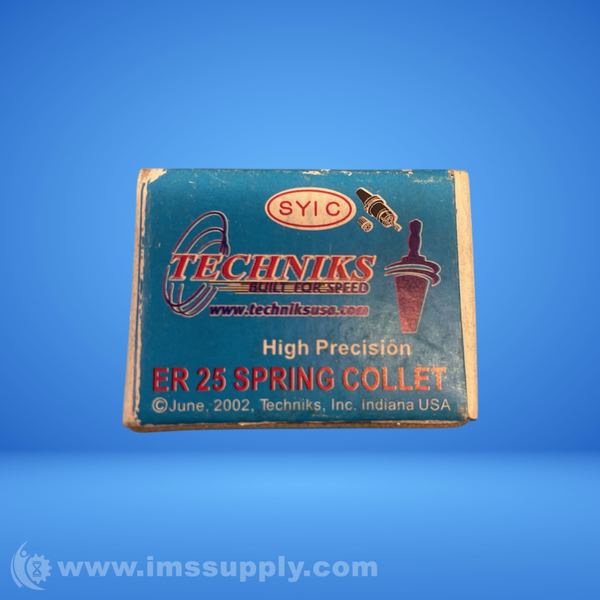 SYIC
TECHNIKS
BUILT FOR SPEED
www.techniksusa.com
High Precision
ER 25 SPRING COLLET
©June, 2002, Techniks, Inc. Indiana USA
www.imssupply.com